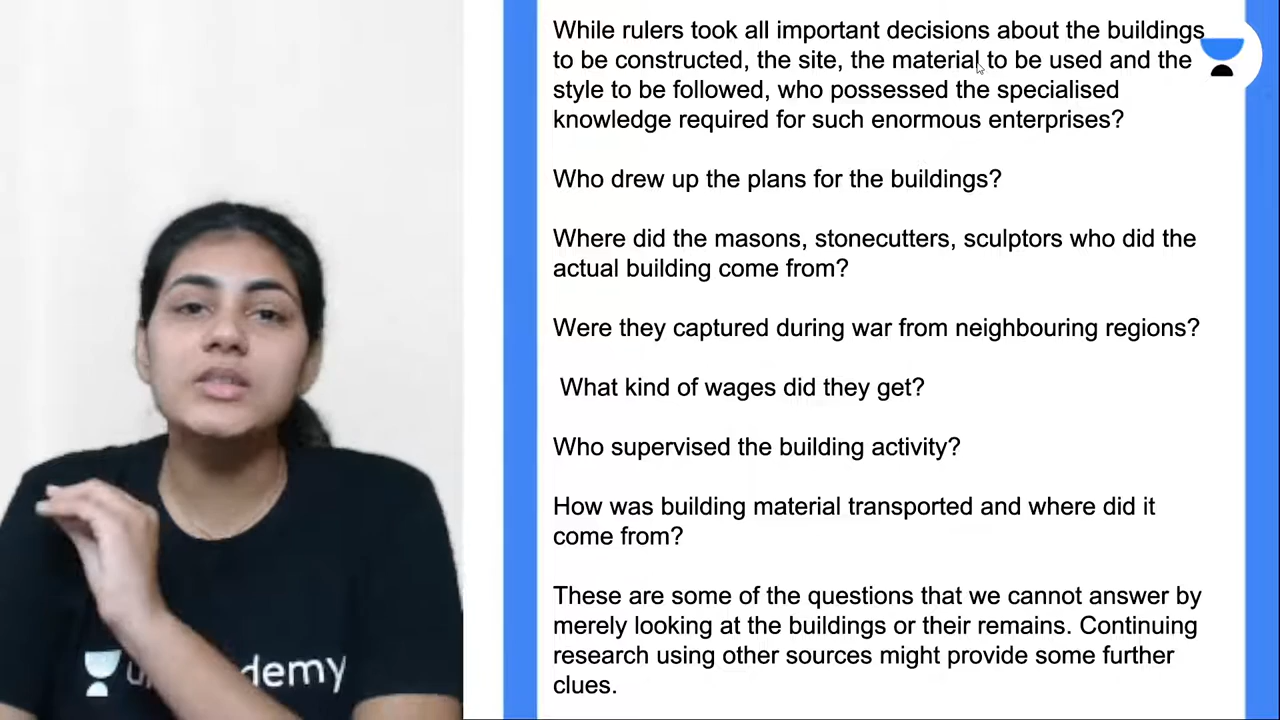 While rulers took all important decisions about the buildings
to be constructed, the site, the material to be used and the
style to be followed, who possessed the specialised
knowledge required for such enormous enterprises?
Who drew up the plans for the buildings?
Where did the masons, stonecutters, sculptors who did the
actual building come from?
Were they captured during war from neighbouring regions?
What kind of wages did they get?
Who supervised the building activity?
How was building material transported and where did it
come from?
These are some of the questions that we cannot answer by
merely looking at the buildings or their remains. Continuing
research using other sources might provide some further
clues.